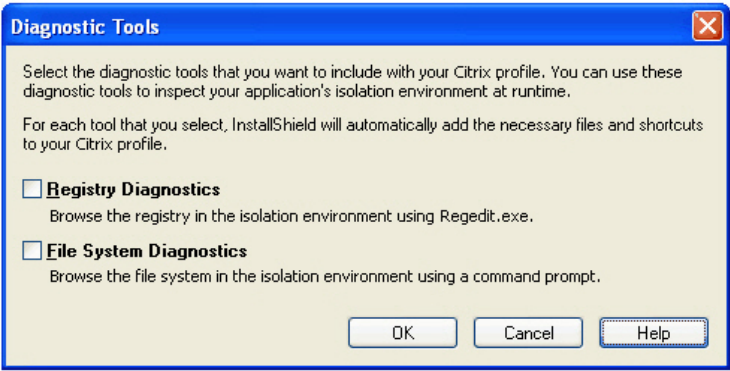 Diagnostic Tools
Select the diagnostic tools that you want to include with your Citrix profile. You can use these
diagnostic tools to inspect your application's isolation environment at runtime.
For each tool that you select, InstallShield will automatically add the necessary files and shortcuts
to your Citrix profile.
Registry Diagnostics
Browse the registry in the isolation environment using Regedit.exe.
File System Diagnostics
Browse the file system in the isolation environment using a command prompt.
OK Cancel Help